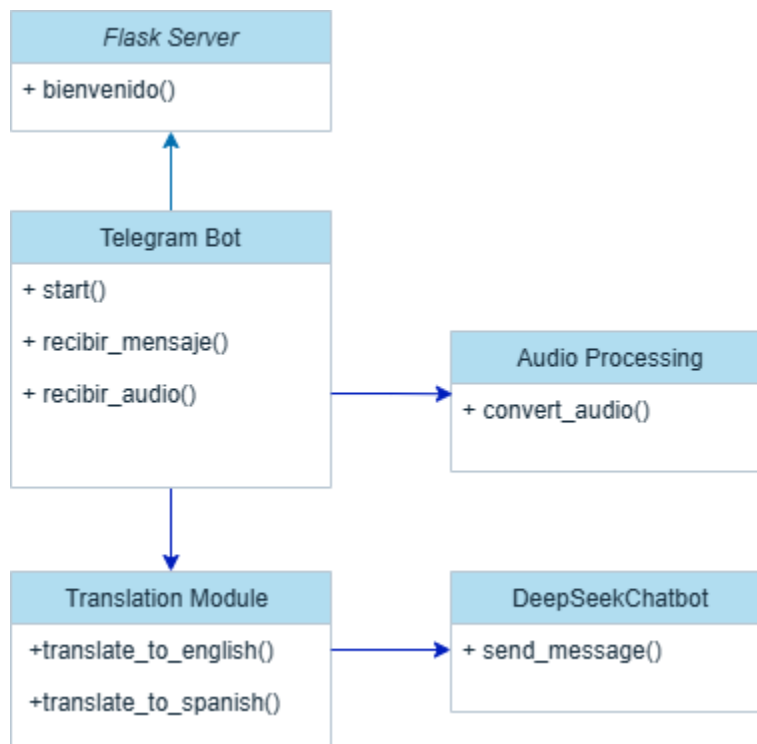 Flask Server
+ bienvenido()
Telegram Bot
+ start()
+ recibir_mensaje()
+ recibir_audio()
Audio Processing
+ convert_audio()
Translation Module
+translate_to_english()
+translate_to_spanish()
DeepSeekChatbot
+ send_message()